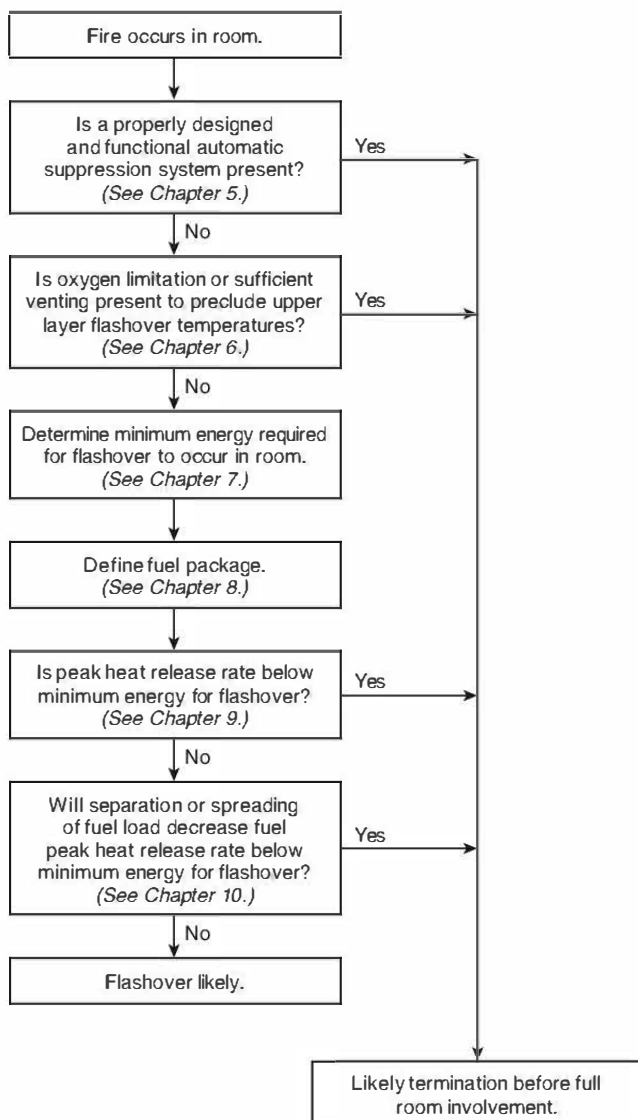 Fire occurs in room.
Is a properly designed
and functional automatic
suppression system present?
(See Chapter 5.)
Yes
No
Is oxygen limitation or sufficient
venting present to preclude upper
layer flashover temperatures?
(See Chapter 6.)
Yes
No
Determine minimum energy required
for flashover to occur in room.
(See Chapter 7.)
Define fuel package.
(See Chapter 8.)
Is peak heat release rate below
minimum energy for flashover?
(See Chapter 9.)
Yes
No
Will separation or spreading
of fuel load decrease fuel
peak heat release rate below
minimum energy for flashover?
(See Chapter 10.)
Yes
No
Flashover likely.
Likely termination before full
room involvement.